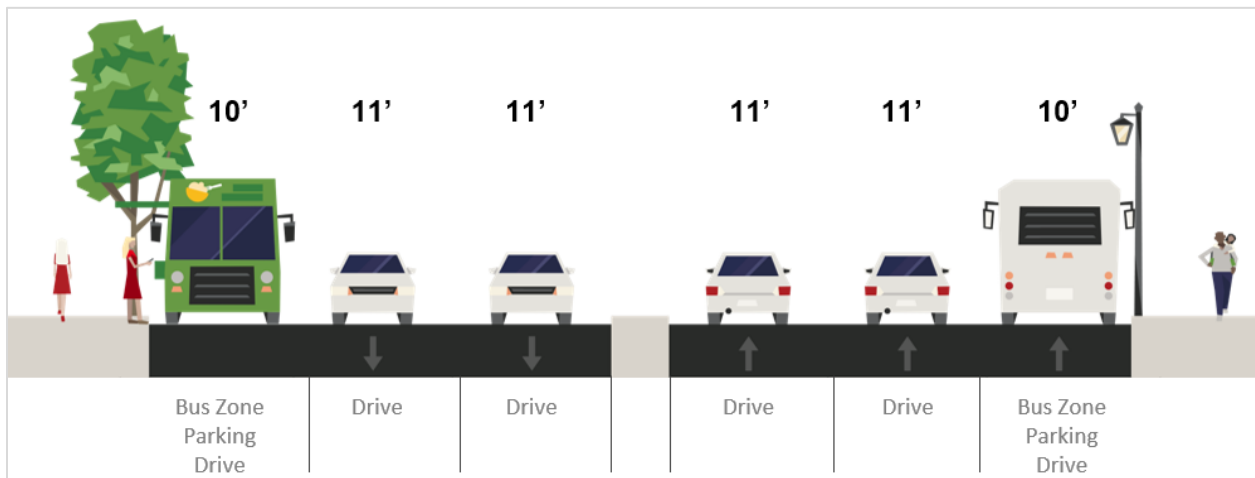 10’ 11’ 11’ 11’ 11’ 10’
Bus Zone Drive Drive Drive Drive Bus Zone
Parking Parking
Drive Drive